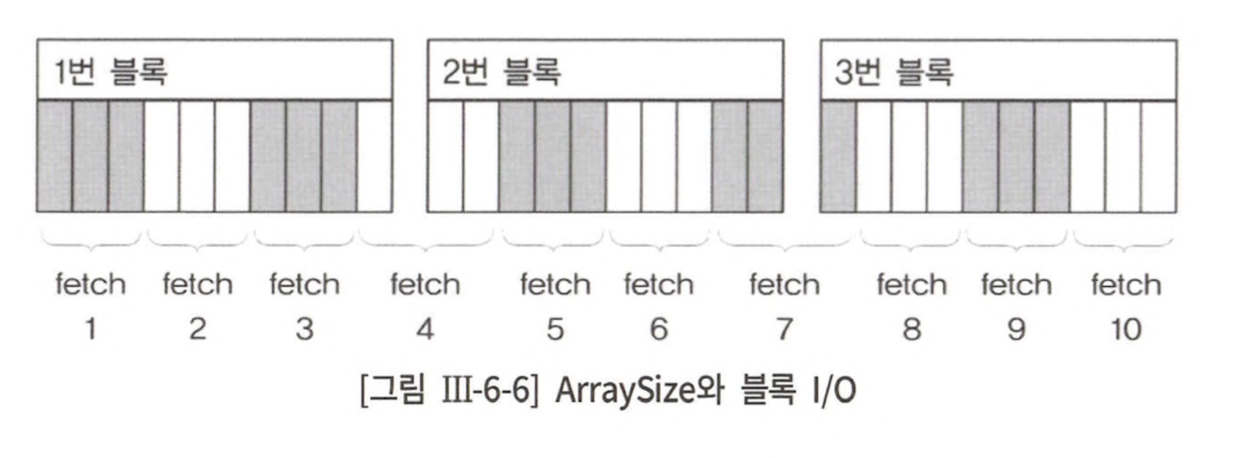 1번 블록 2번 블록 3번 블록
fetch fetch fetch fetch fetch fetch fetch fetch fetch fetch
1 2 3 4 5 6 7 8 9 10
[그림 Ⅲ-6-6] ArraySize와 블록 I/O